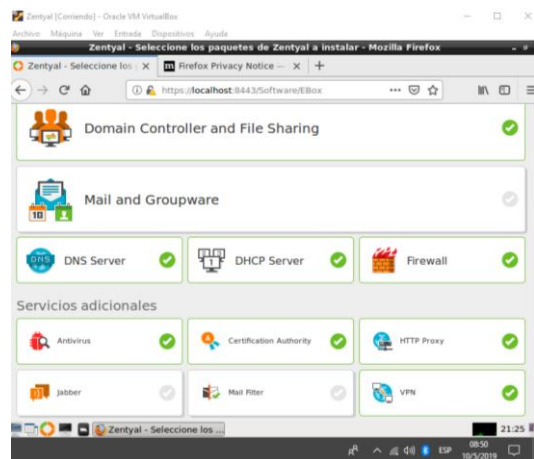 Zentyal [Corriendo] - Oracle VM VirtualBox
Archivo Máquina Ver Entrada Dispositivos Ayuda
Zentyal - Seleccione los paquetes de Zentyal a instalar - Mozilla Firefox
Zentyal - Seleccione los
Firefox Privacy Notice —
https://localhost:8443/Software/EBox
Domain Controller and File Sharing
10
Mail and Groupware
DNS
DNS Server
1
DHCP Server
Firewall
Servicios adicionales
Antivirus
Certification Authority
HTTP Proxy
Jabber
Mail Filter
VPN
Zentyal - Seleccione los ...
21:25
ESP
08:50
10/5/2019